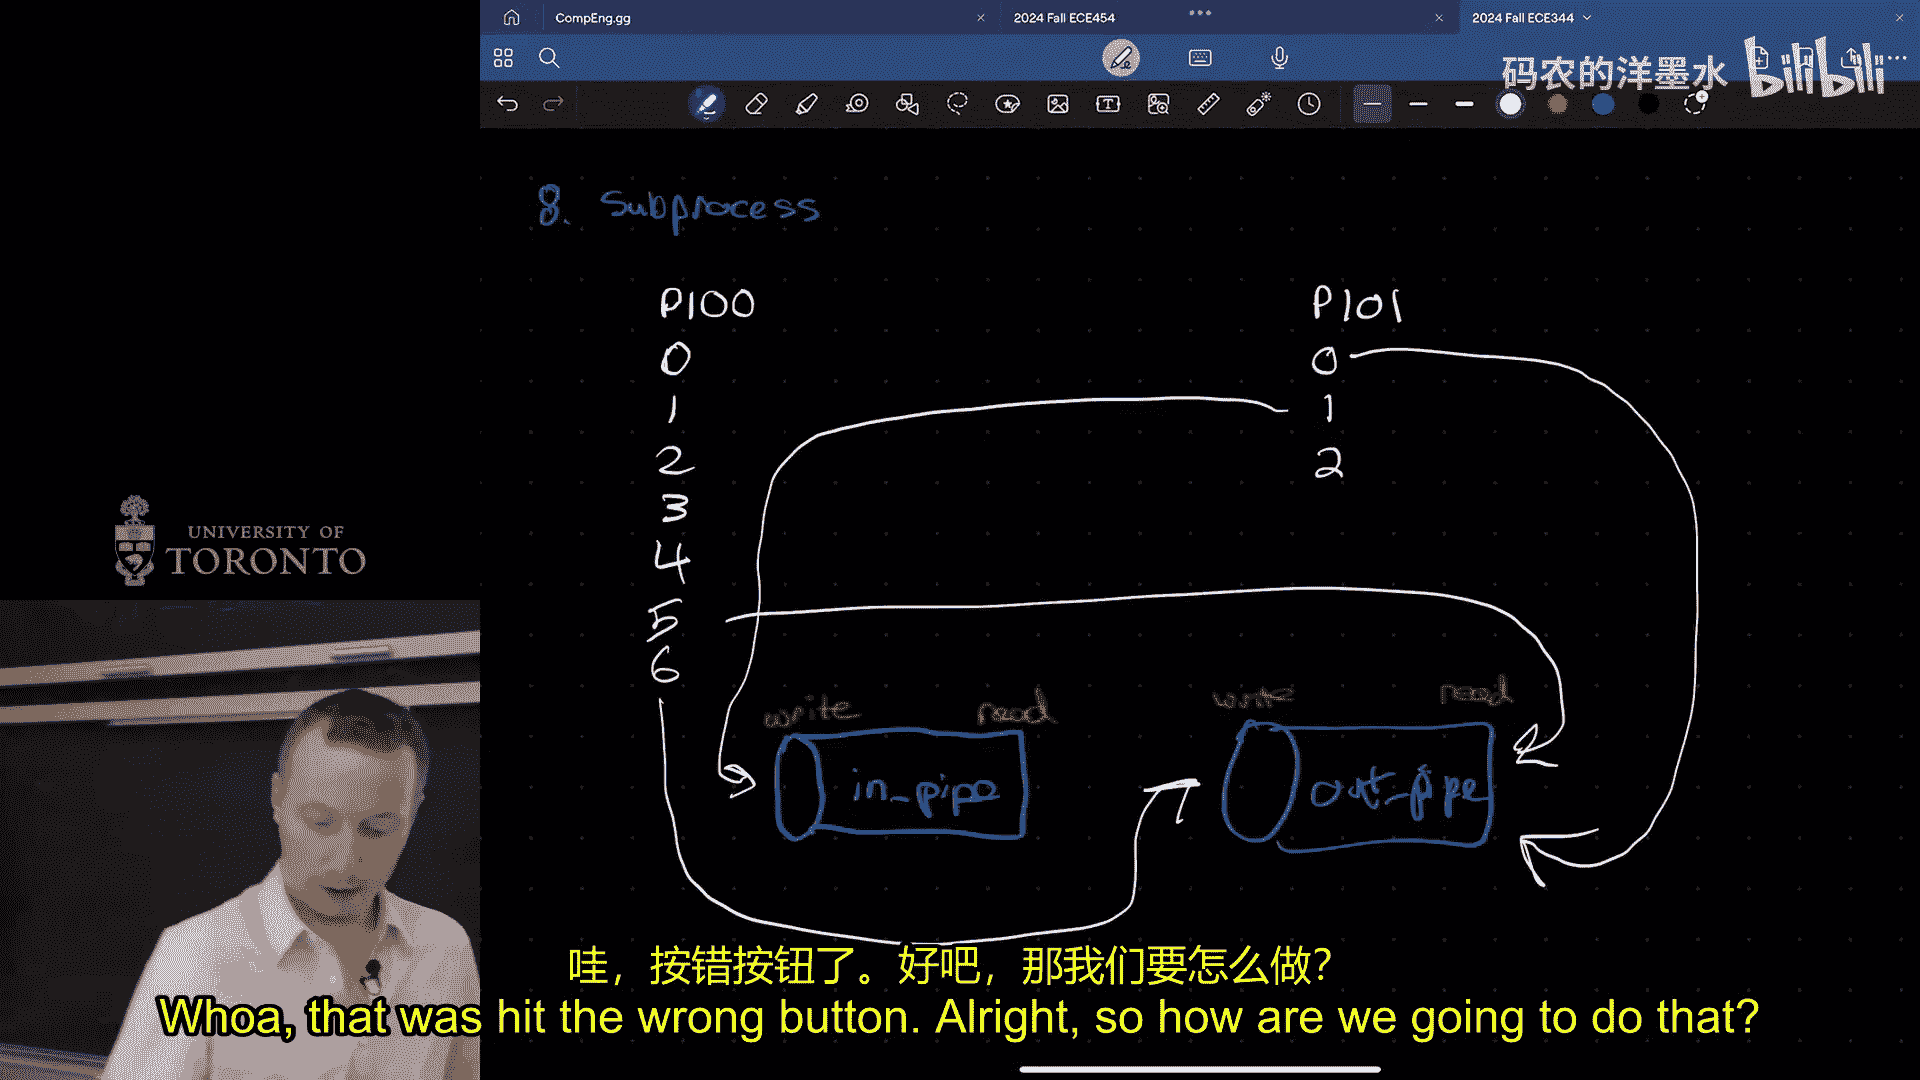 CompEng.gg
2024 Fall ECE454
2024 Fall ECE344
码农的洋墨水 bilibili
8. Subprocess
P100
P101
0
0
1
1
2
2
3
4
5
6
write
read
write
read
in_pipe
out_pipe
UNIVERSITY OF
TORONTO
哇，按错按钮了。好吧，那我们要怎么做？
Whoa, that was hit the wrong button. Alright, so how are we going to do that?